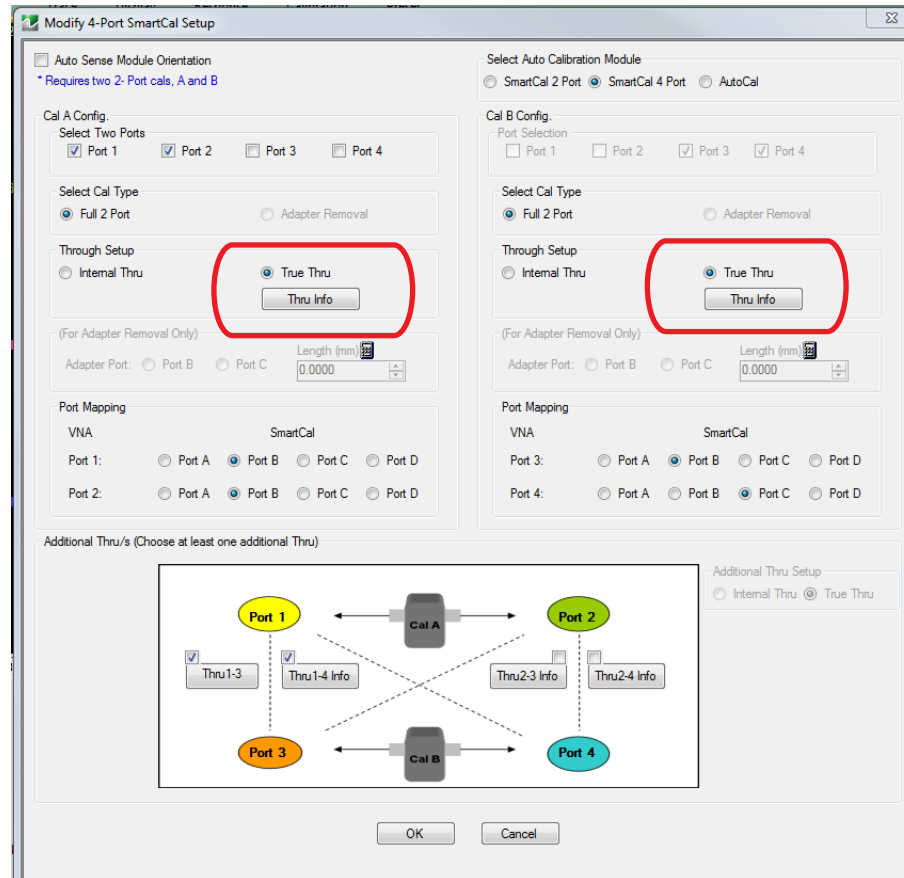 Modify 4-Port SmartCal Setup
Auto Sense Module Orientation
* Requires two 2- Port cals, A and B
Select Auto Calibration Module
SmartCal 2 Port SmartCal 4 Port AutoCal
Cal A Config.
Select Two Ports
Port 1 Port 2 Port 3 Port 4
Select Cal Type
Full 2 Port Adapter Removal
Through Setup
Internal Thru True Thru
Thru Info
(For Adapter Removal Only)
Length (mm)
Adapter Port: Port B Port C 0.0000
Port Mapping
VNA SmartCal
Port 1: Port A Port B Port C Port D
Port 2: Port A Port B Port C Port D
Cal B Config.
Port Selection
Port 1 Port 2 Port 3 Port 4
Select Cal Type
Full 2 Port Adapter Removal
Through Setup
Internal Thru True Thru
Thru Info
(For Adapter Removal Only)
Length (mm)
Adapter Port: Port B Port C 0.0000
Port Mapping
VNA SmartCal
Port 3: Port A Port B Port C Port D
Port 4: Port A Port B Port C Port D
Additional Thru/s (Choose at least one additional Thru)
Port 1 Cal A Port 2
Thru1-3 Thru1-4 Info Thru2-3 Info Thru2-4 Info
Port 3 Cal B Port 4
Additional Thru Setup
Internal Thru True Thru
OK Cancel